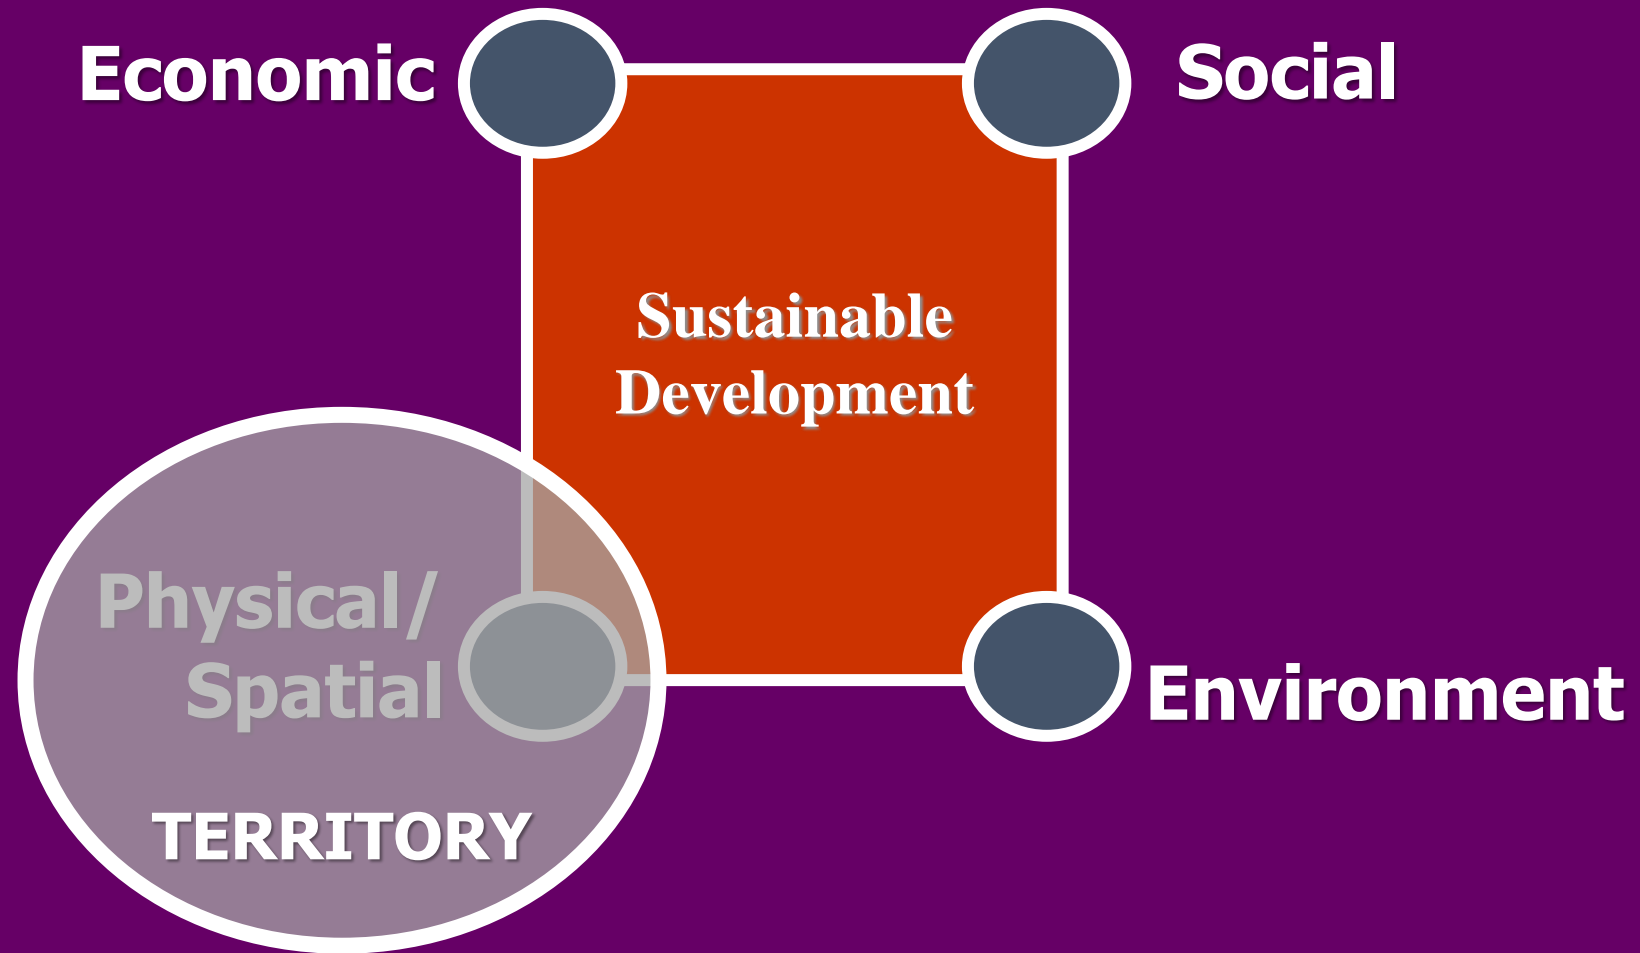 Economic
Social
Sustainable
Development
Physical/
Spatial
Environment
TERRITORY